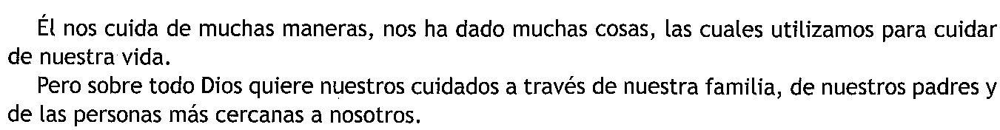 Él nos cuida de muchas maneras, nos ha dado muchas cosas, las cuales utilizamos para cuidar
de nuestra vida.
Pero sobre todo Dios quiere nuestros cuidados a través de nuestra familia, de nuestros padres y
de las personas más cercanas a nosotros.